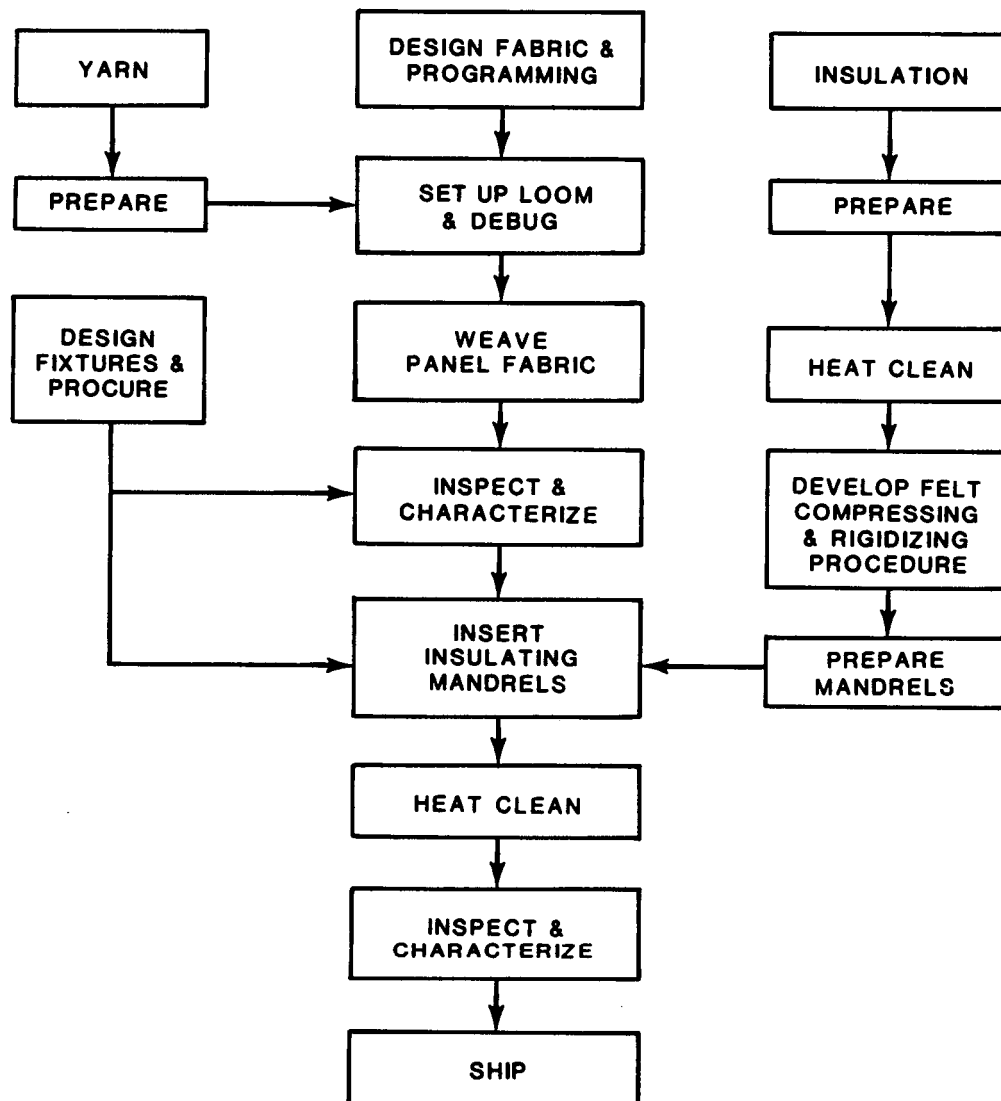 YARN
DESIGN FABRIC &
PROGRAMMING
INSULATION
PREPARE
SET UP LOOM
& DEBUG
PREPARE
DESIGN
FIXTURES &
PROCURE
WEAVE
PANEL FABRIC
HEAT CLEAN
INSPECT &
CHARACTERIZE
DEVELOP FELT
COMPRESSING
& RIGIDIZING
PROCEDURE
INSERT
INSULATING
MANDRELS
PREPARE
MANDRELS
HEAT CLEAN
INSPECT &
CHARACTERIZE
SHIP